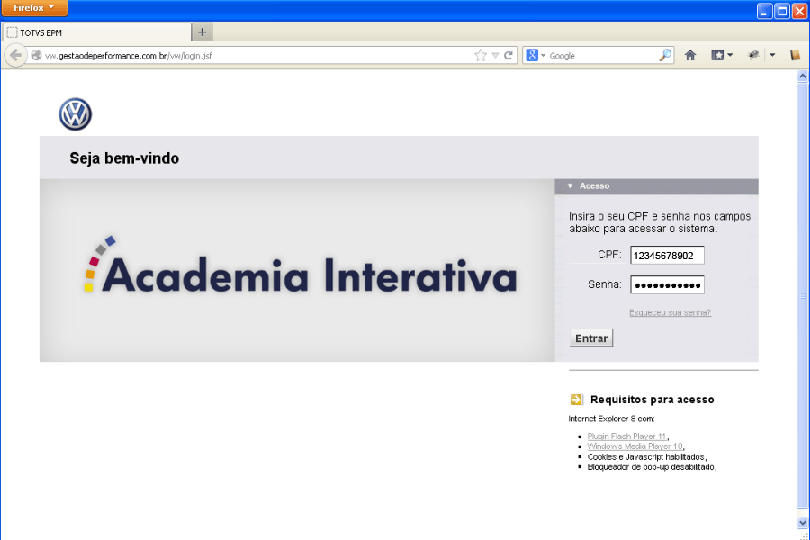 Firefox
TOTVS EPM
vw.gestaodeperformance.com.br/vw/login.jsf
Google
Seja bem-vindo
Academia Interativa
Acesso
Insira o seu CPF e senha nos campos
abaixo para acessar o sistema.
CPF: 12345678902
Senha: ●●●●●●●●●●●
Esqueceu sua senha?
Entrar
Requisitos para acesso
Internet Explorer 8 com:
Plugin Flash Player 11,
Windows Media Player 10,
Cookies e Javascript habilitados,
Bloqueador de pop-up desabilitado,